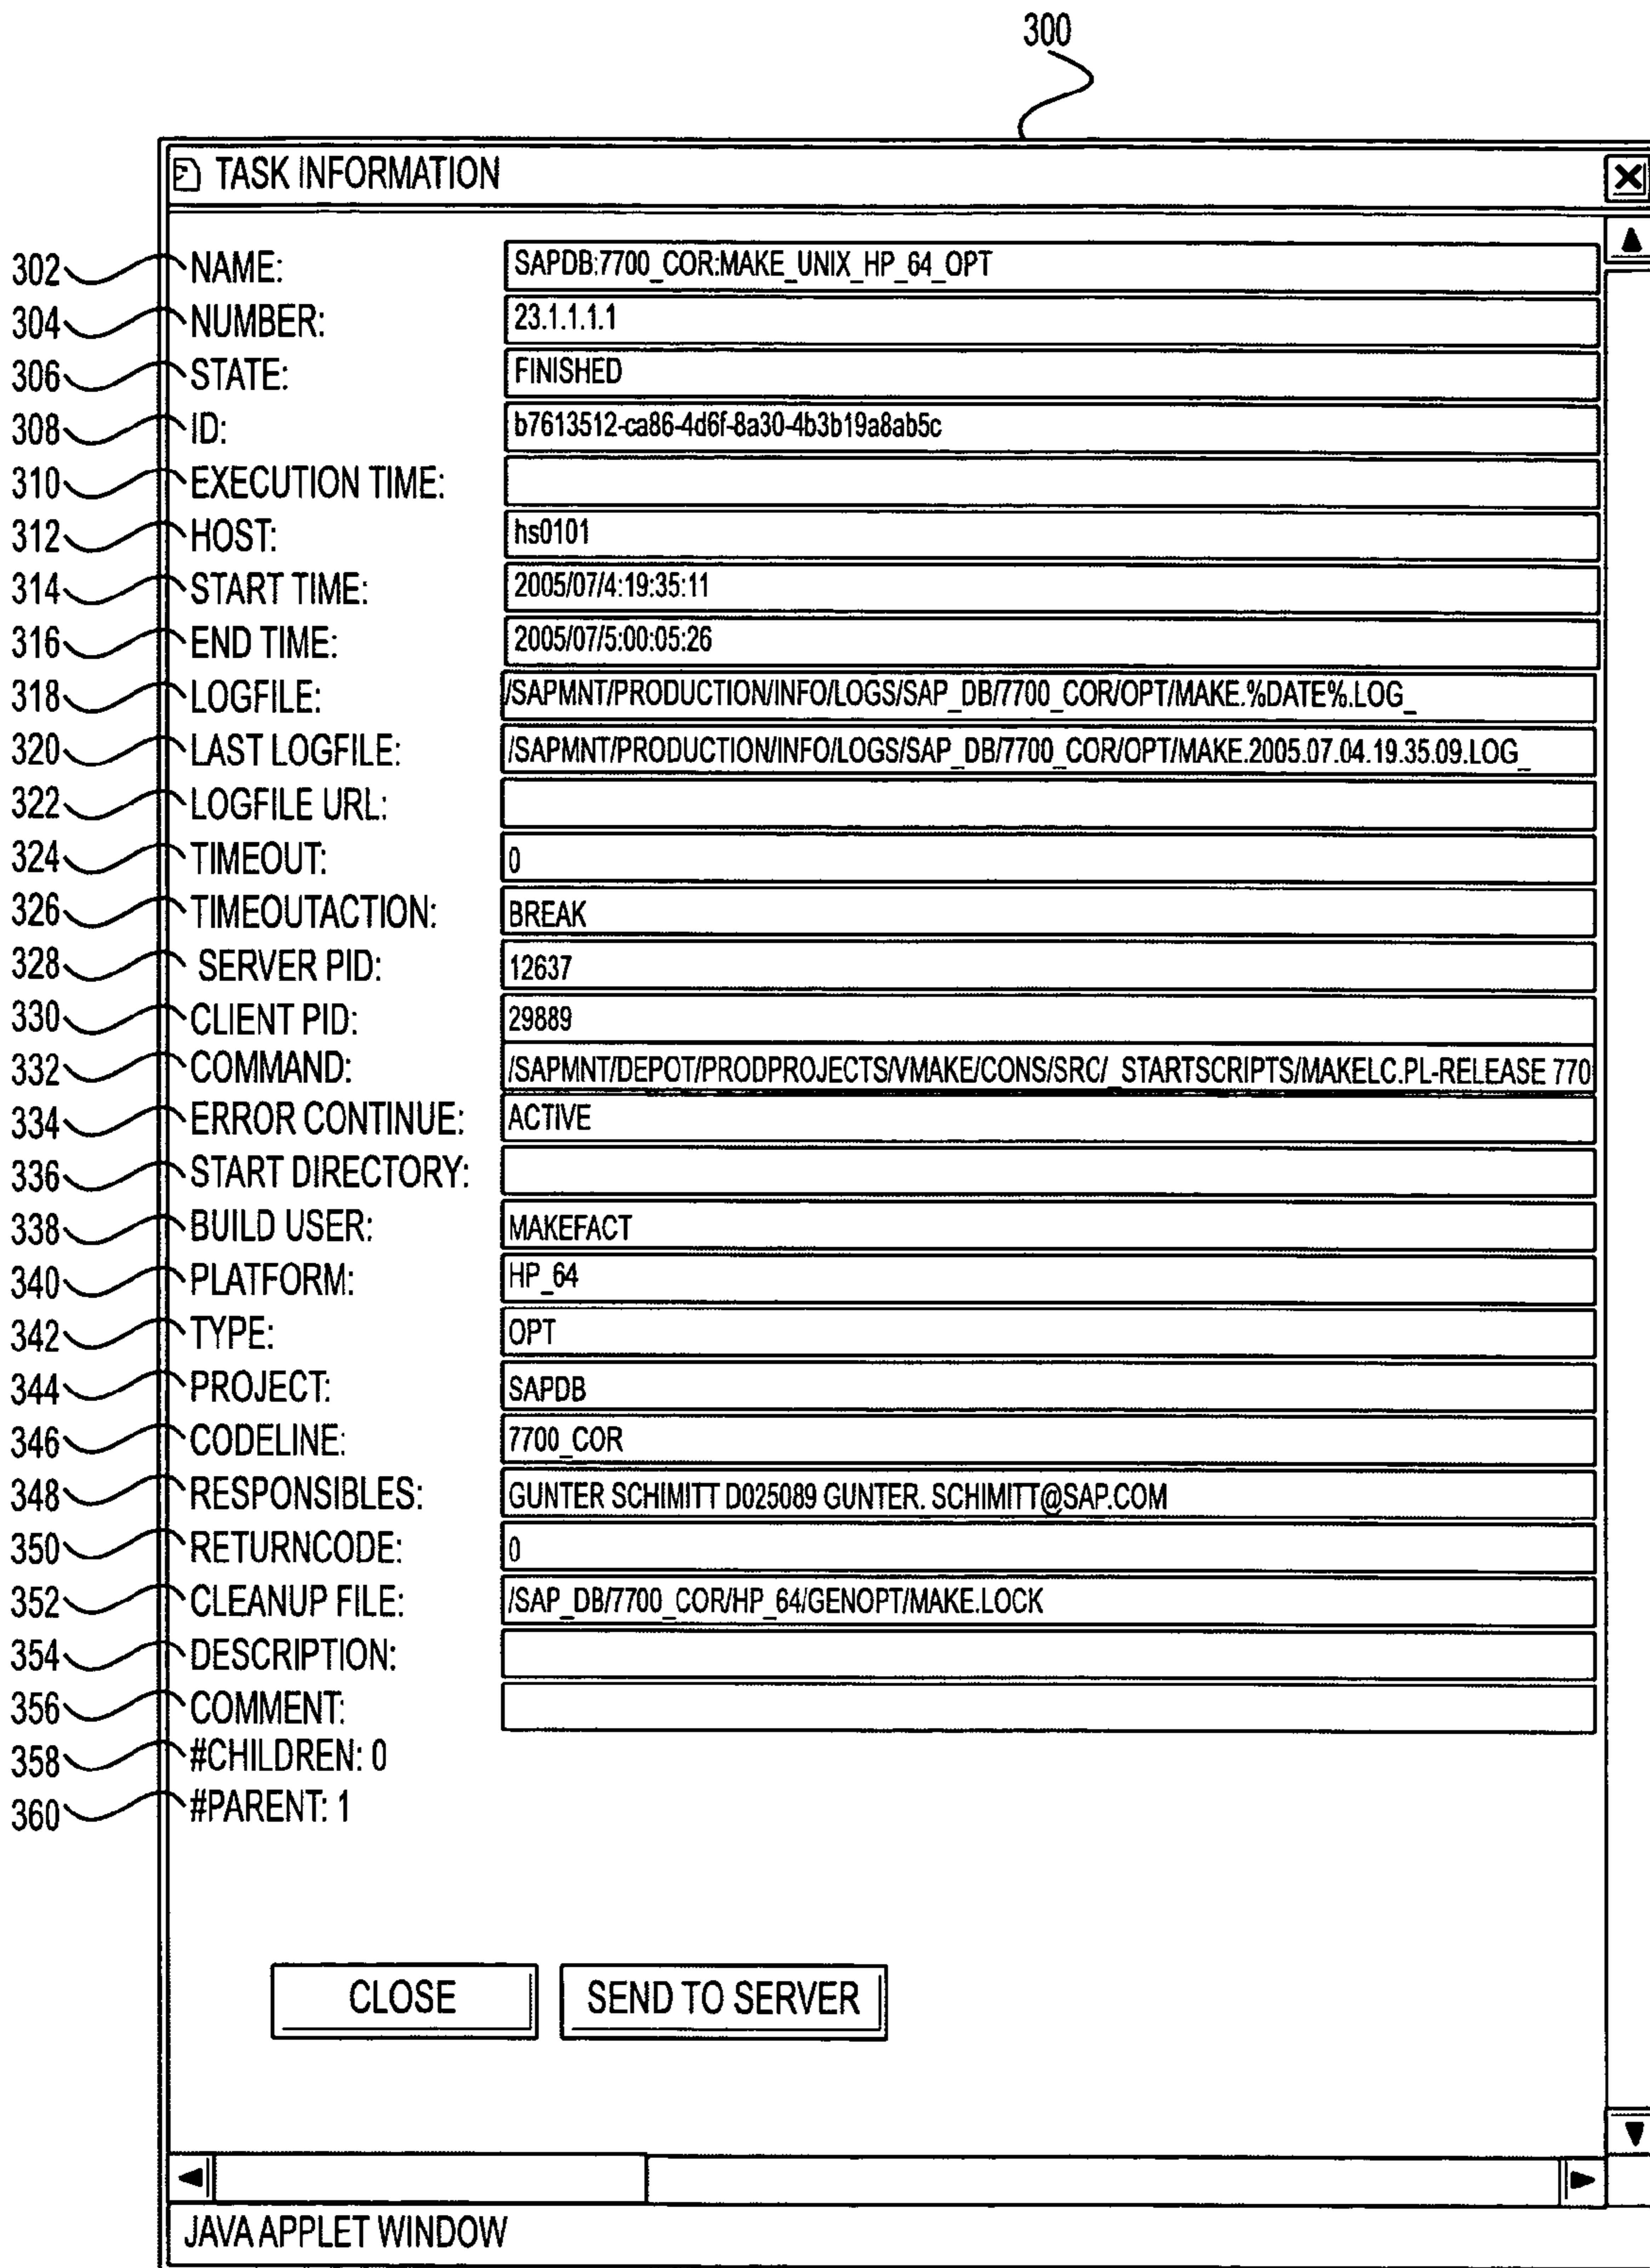 300
TASK INFORMATION
302 NAME: SAPDB:7700_COR:MAKE_UNIX_HP_64_OPT
304 NUMBER: 23.1.1.1.1
306 STATE: FINISHED
308 ID: b7613512-ca86-4d6f-8a30-4b3b19a8ab5c
310 EXECUTION TIME:
312 HOST: hs0101
314 START TIME: 2005/07/4:19:35:11
316 END TIME: 2005/07/5:00:05:26
318 LOGFILE: /SAPMNT/PRODUCTION/INFO/LOGS/SAP_DB/7700_COR/OPT/MAKE.%DATE%.LOG_
320 LAST LOGFILE: /SAPMNT/PRODUCTION/INFO/LOGS/SAP_DB/7700_COR/OPT/MAKE.2005.07.04.19.35.09.LOG_
322 LOGFILE URL:
324 TIMEOUT: 0
326 TIMEOUTACTION: BREAK
328 SERVER PID: 12637
330 CLIENT PID: 29889
332 COMMAND: /SAPMNT/DEPOT/PRODPROJECTS/VMAKE/CONS/SRC/_STARTSCRIPTS/MAKELC.PL-RELEASE 770
334 ERROR CONTINUE: ACTIVE
336 START DIRECTORY:
338 BUILD USER: MAKEFACT
340 PLATFORM: HP_64
342 TYPE: OPT
344 PROJECT: SAPDB
346 CODELINE: 7700_COR
348 RESPONSIBLES: GUNTER SCHIMITT D025089 GUNTER. SCHIMITT@SAP.COM
350 RETURNCODE: 0
352 CLEANUP FILE: /SAP_DB/7700_COR/HP_64/GENOPT/MAKE.LOCK
354 DESCRIPTION:
356 COMMENT:
358 #CHILDREN: 0
360 #PARENT: 1
CLOSE SEND TO SERVER
JAVA APPLET WINDOW